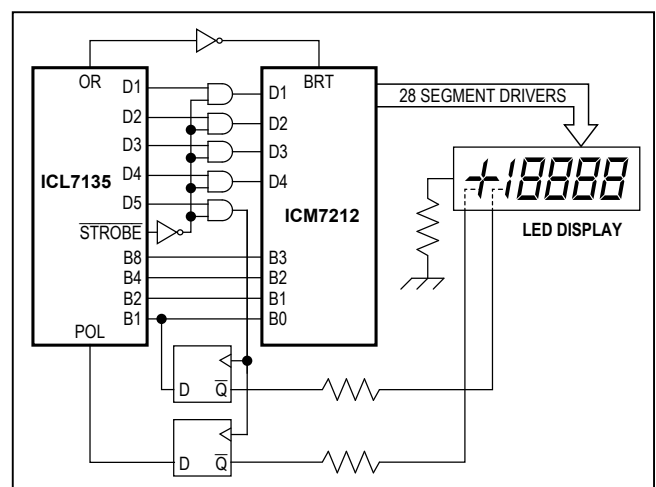 OR
BRT
D1
D2
D3
D4
D5
STROBE
B8
B4
B2
B1
POL
ICL7135
D1
D2
D3
D4
ICM7212
B3
B2
B1
B0
28 SEGMENT DRIVERS
+18888
LED DISPLAY
D Q
D Q